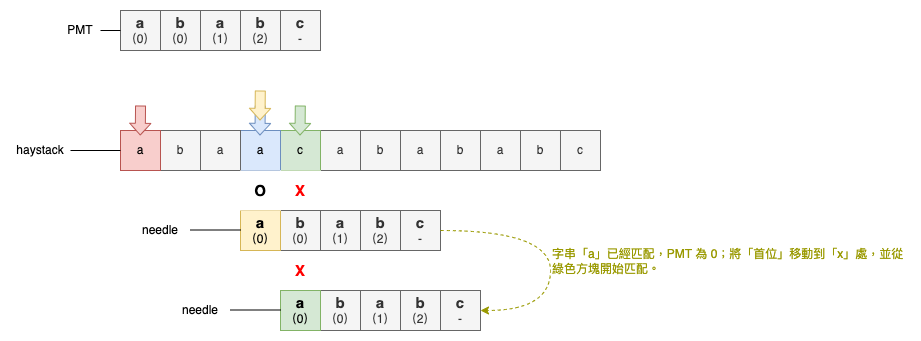 PMT
a b a b c
(0) (0) (1) (2) -
haystack
a b a a c a b a b a b c
O X
needle
a b a b c
(0) (0) (1) (2) -
字串「a」已經匹配，PMT 為 0；將「首位」移動到「x」處，並從
綠色方塊開始匹配。
X
needle
a b a b c
(0) (0) (1) (2) -